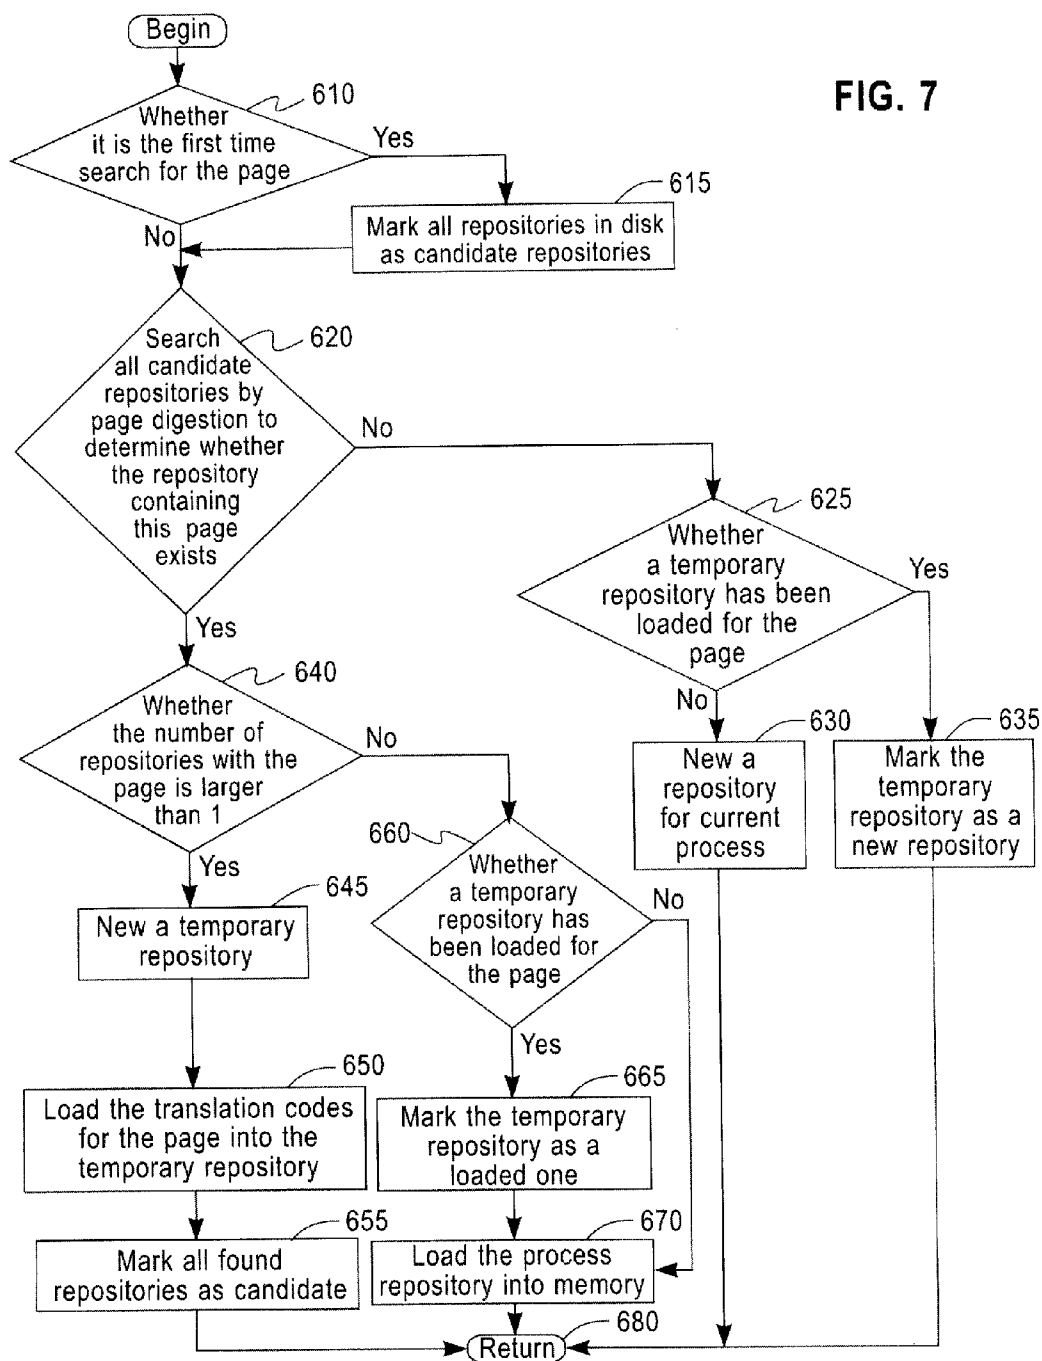 Begin
FIG. 7
610
Whether
it is the first time
search for the page
Yes
615
Mark all repositories in disk
as candidate repositories
No
620
Search
all candidate
repositories by
page digestion to
determine whether
the repository
containing
this page
exists
No
625
Whether
a temporary
repository has been
loaded for the
page
Yes
Yes
640
Whether
the number of
repositories with the
page is larger
than 1
No
No
630
New a
repository
for current
process
635
Mark the
temporary
repository as a
new repository
660
Whether
a temporary
repository has
been loaded for
the page
No
Yes
645
New a temporary
repository
Yes
650
Load the translation codes
for the page into the
temporary repository
665
Mark the temporary
repository as a
loaded one
655
Mark all found
repositories as candidate
670
Load the process
repository into memory
680
Return